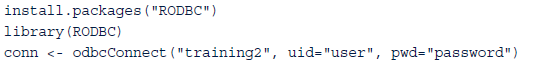 install.packages("RODBC")
library(RODBC)
conn <- odbcConnect("training2", uid="user", pwd="password")